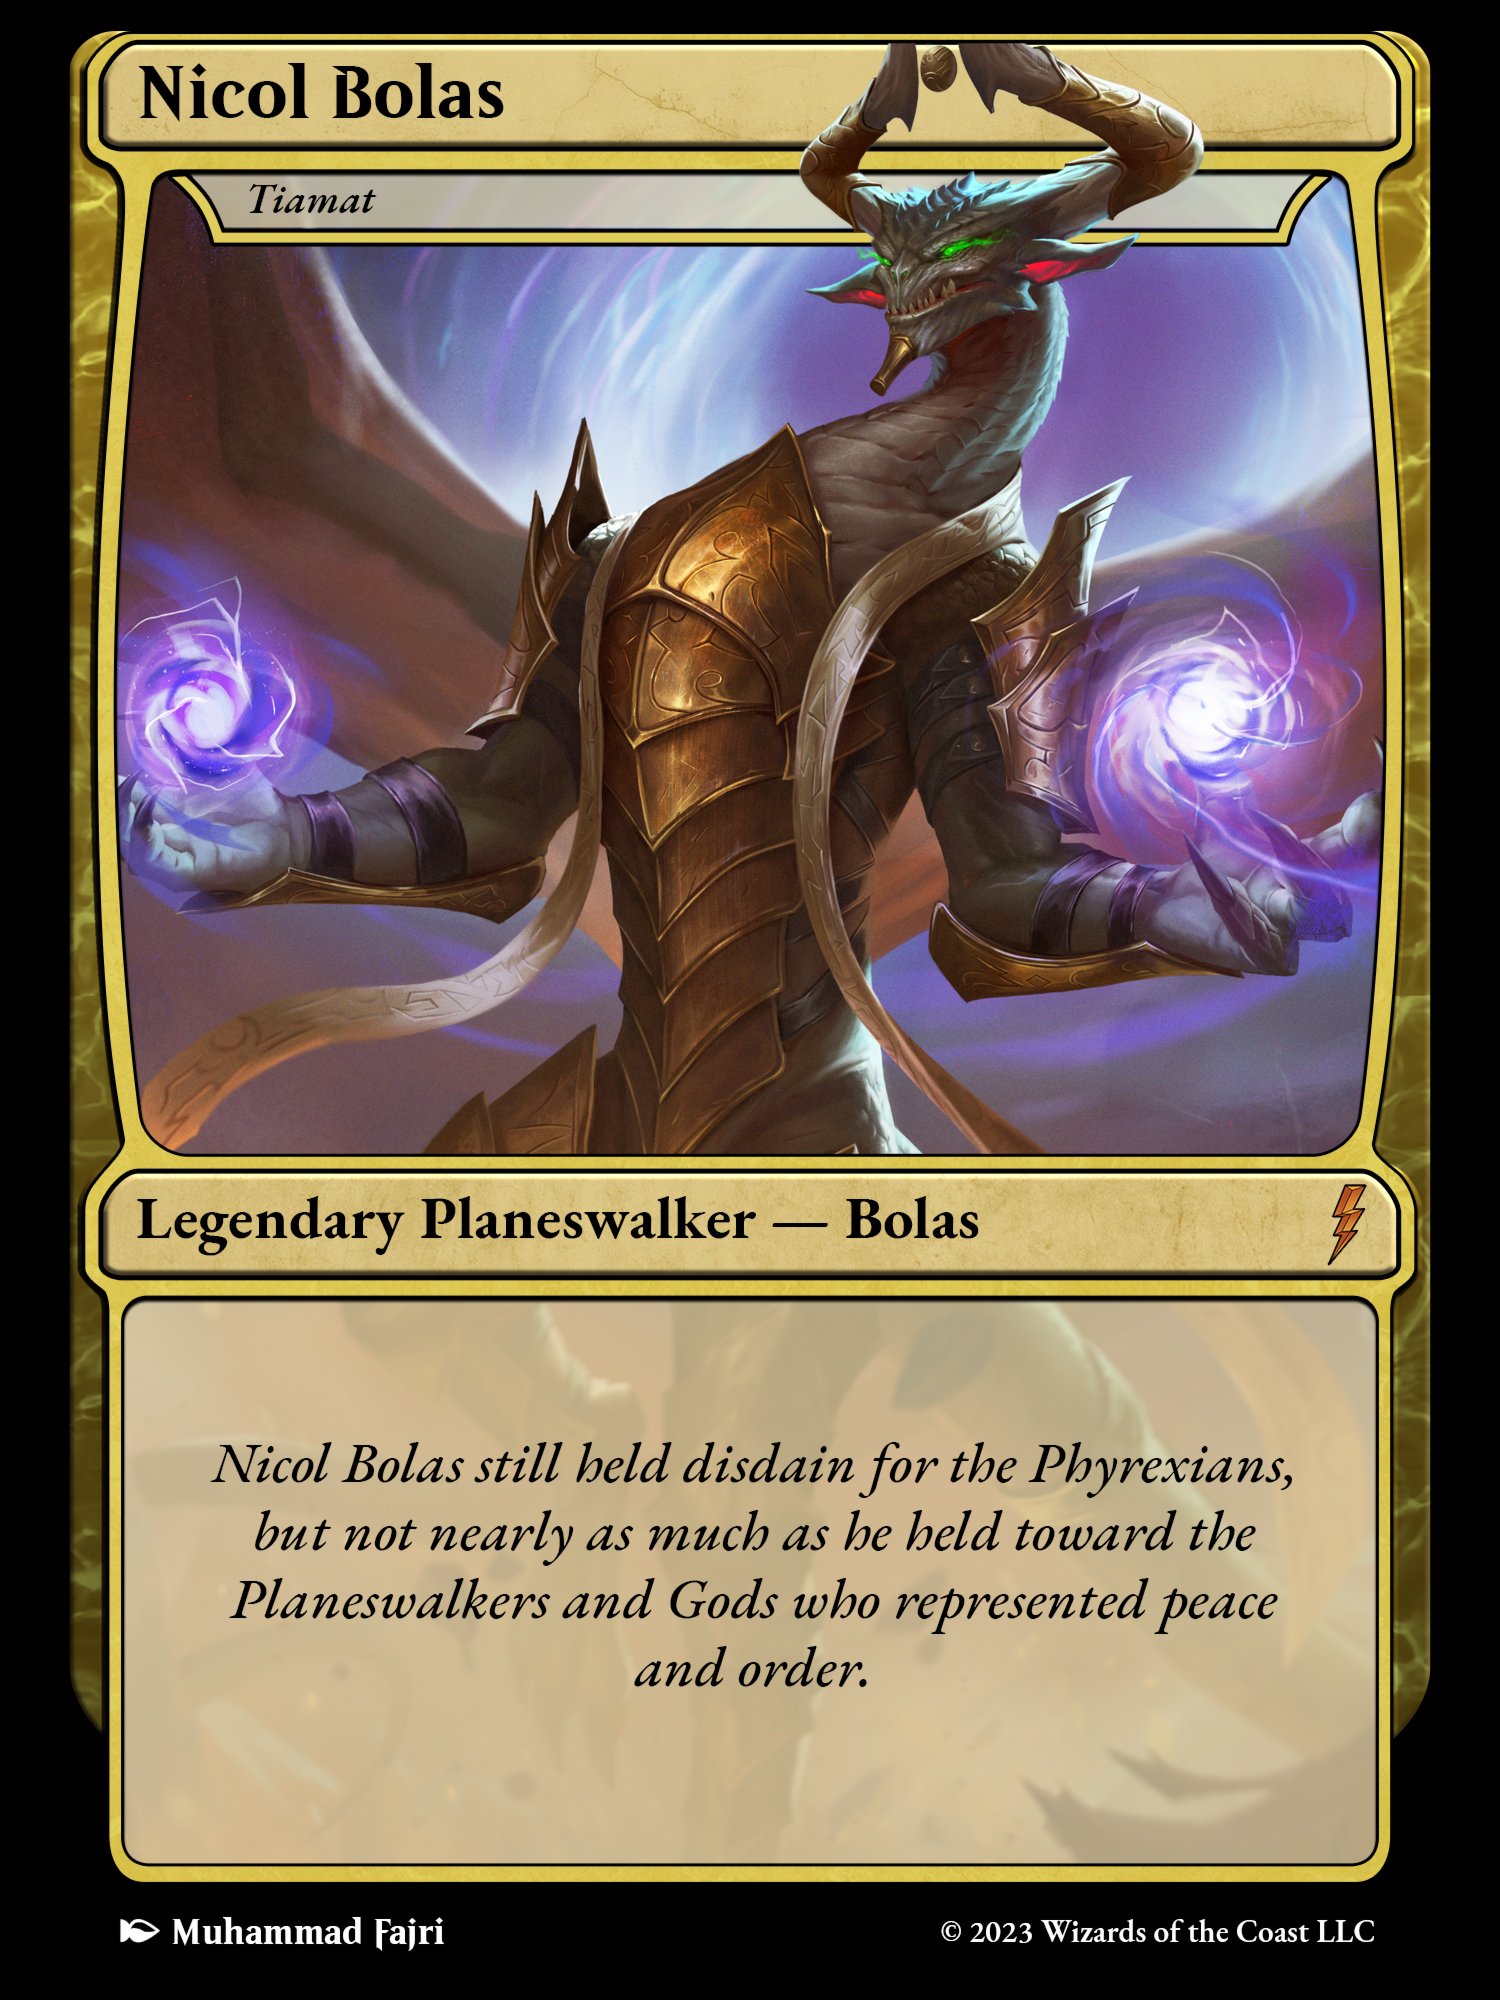 Nicol Bolas
Tiamat
Legendary Planeswalker — Bolas
Nicol Bolas still held disdain for the Phyrexians,
but not nearly as much as he held toward the
Planeswalkers and Gods who represented peace
and order.
Muhammad Fajri
© 2023 Wizards of the Coast LLC